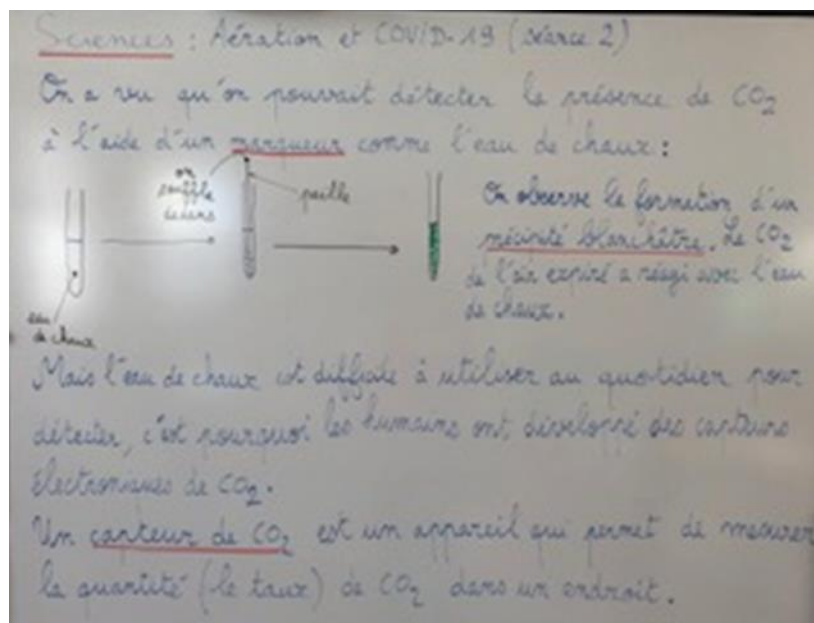 Sciences : Aération et COVID-19 (séance 2)
On a vu qu'on pouvait détecter la présence de CO2
à l'aide d'un marqueur comme l'eau de chaux :
on
souffle
dedans
paille
eau
de chaux
On observe la formation d'un
précipité blanchâtre. Le CO2
de l'air expiré a réagi avec l'eau
de chaux.
Mais l'eau de chaux est difficile à utiliser au quotidien pour
détecter, c'est pourquoi les humains ont développé des capteurs
électroniques de CO2.
Un capteur de CO2 est un appareil qui permet de mesurer
la quantité (le taux) de CO2 dans un endroit.